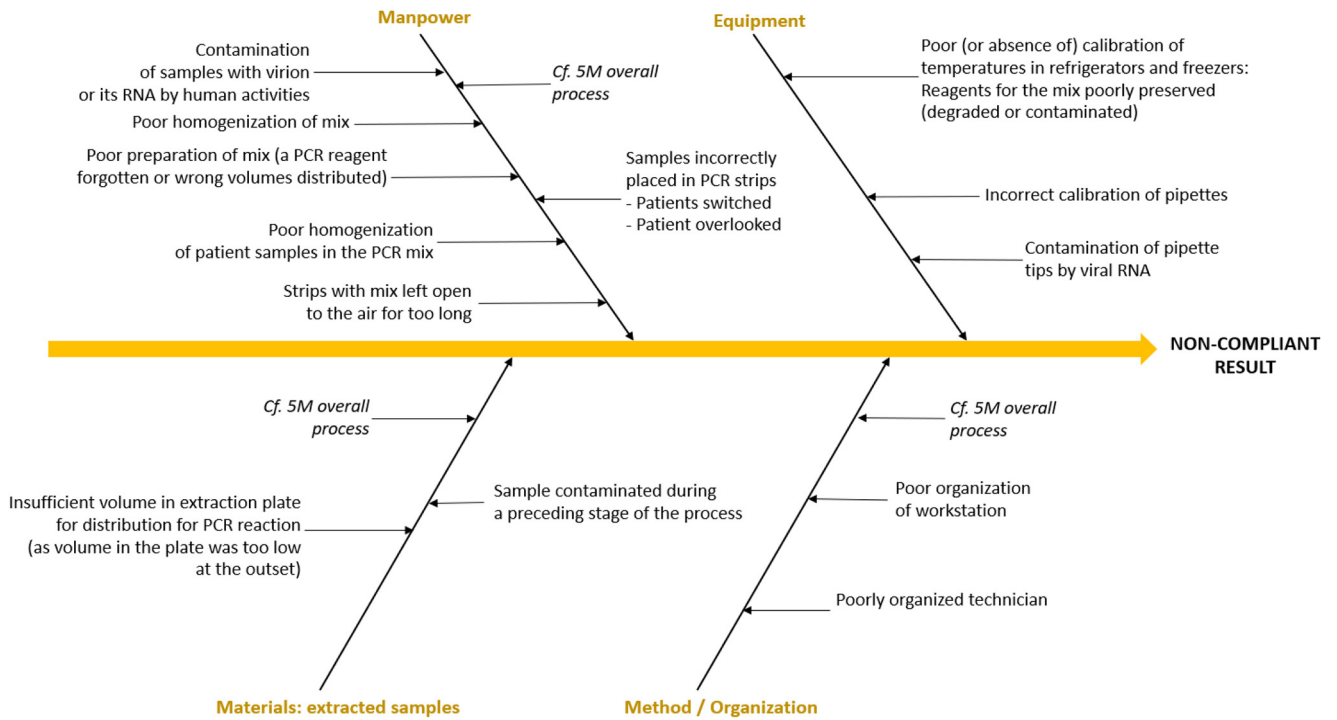 Manpower
Contamination
of samples with virion
or its RNA by human activities
Cf. 5M overall
process
Poor homogenization of mix
Poor preparation of mix (a PCR reagent
forgotten or wrong volumes distributed)
Samples incorrectly
placed in PCR strips
- Patients switched
- Patient overlooked
Poor homogenization
of patient samples in the PCR mix
Strips with mix left open
to the air for too long
Equipment
Poor (or absence of) calibration of
temperatures in refrigerators and freezers:
Reagents for the mix poorly preserved
(degraded or contaminated)
Incorrect calibration of pipettes
Contamination of pipette
tips by viral RNA
NON-COMPLIANT
RESULT
Cf. 5M overall
process
Insufficient volume in extraction plate
for distribution for PCR reaction
(as volume in the plate was too low
at the outset)
Sample contaminated during
a preceding stage of the process
Materials: extracted samples
Cf. 5M overall
process
Poor organization
of workstation
Poorly organized technician
Method / Organization